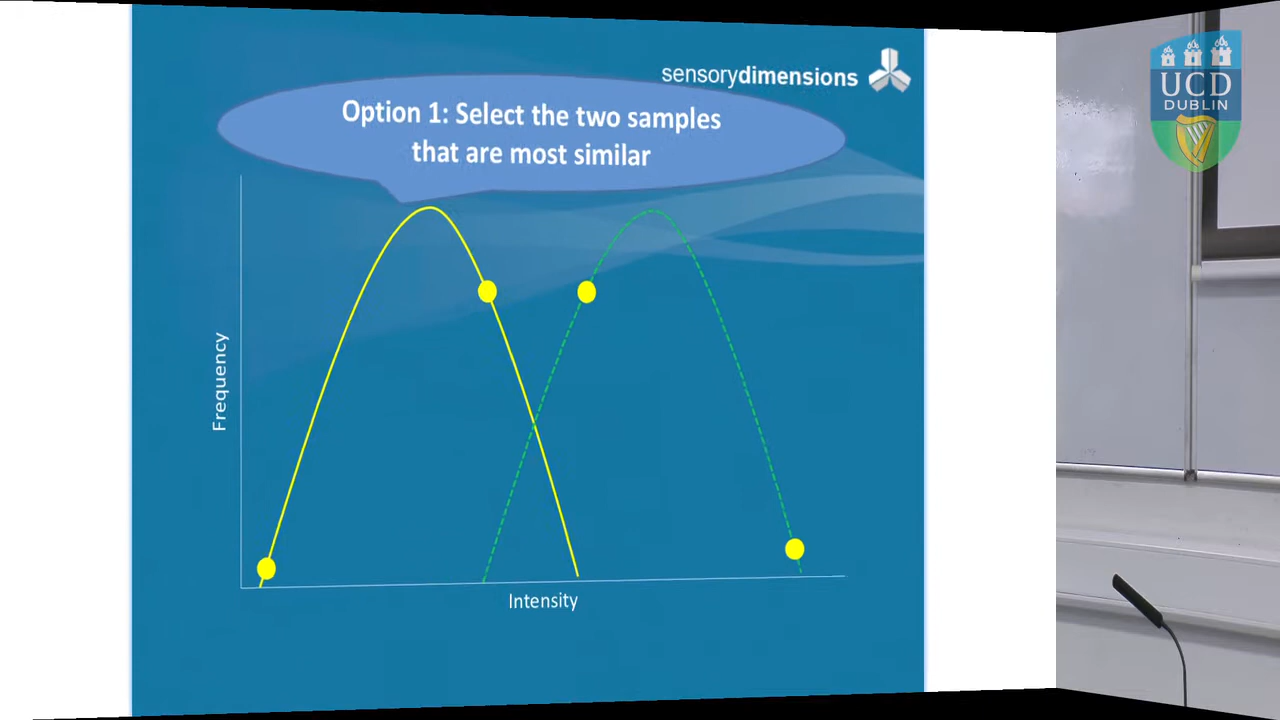 sensorydimensions
Option 1: Select the two samples
that are most similar
Frequency
Intensity
UCD
DUBLIN